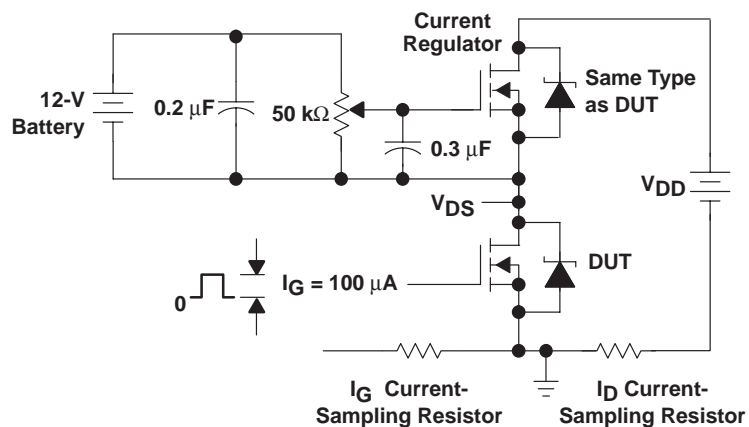 Current
Regulator
12-V
Battery
0.2 µF
50 kΩ
Same Type
as DUT
0.3 µF
VDD
VDS
DUT
0
IG = 100 µA
IG Current-
Sampling Resistor
ID Current-
Sampling Resistor